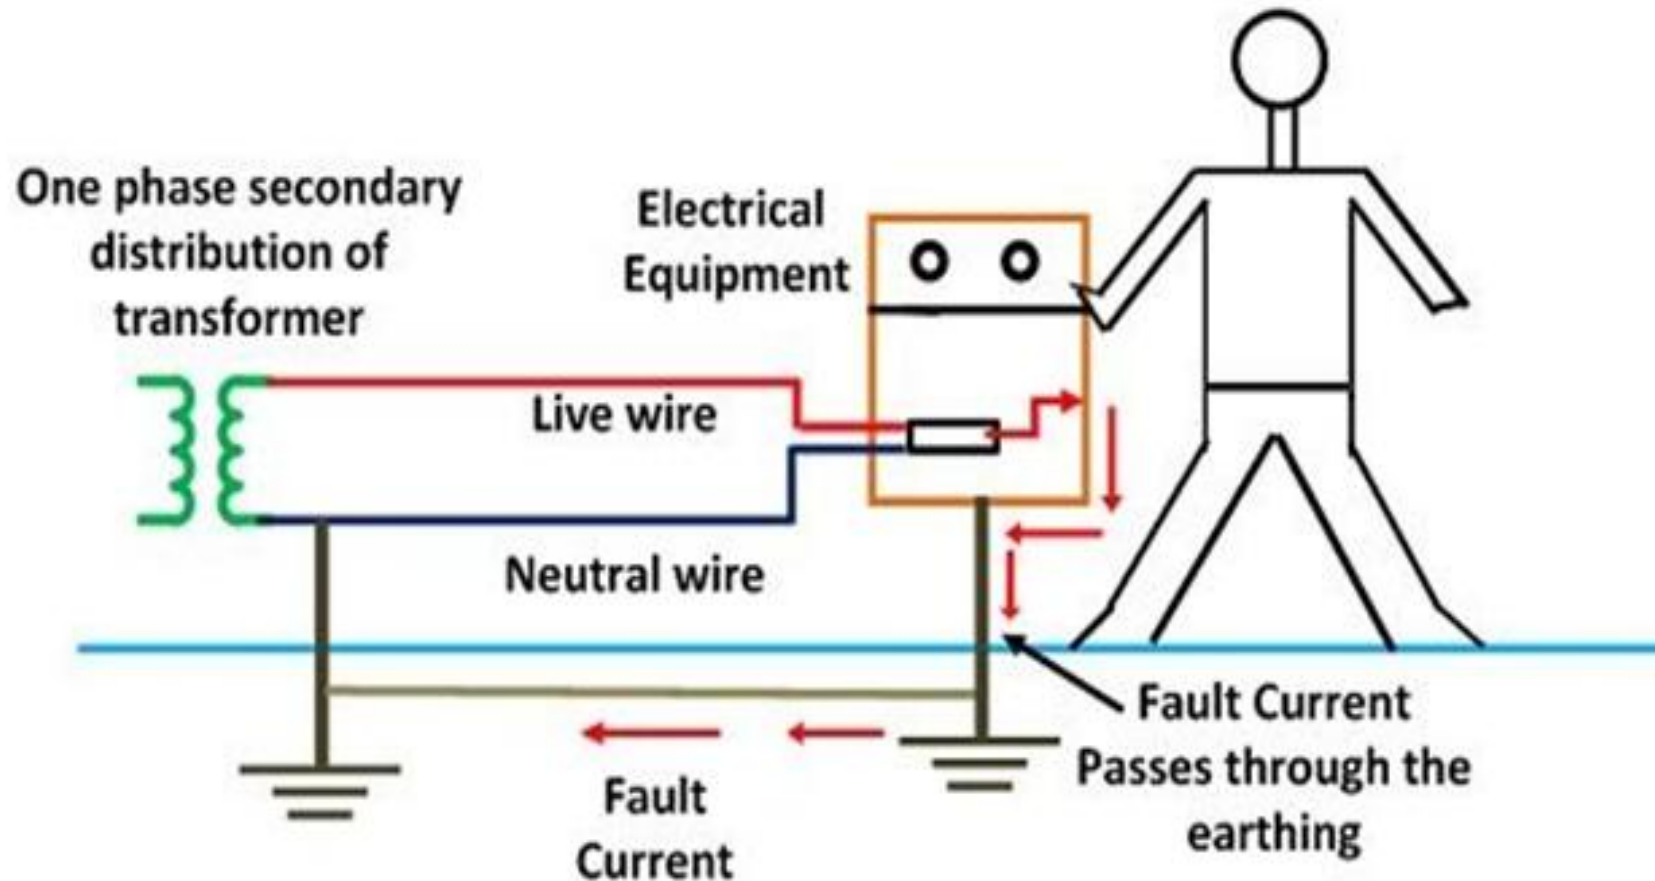 One phase secondary
distribution of
transformer
Electrical
Equipment
Live wire
Neutral wire
Fault Current
Passes through the
earthing
Fault
Current